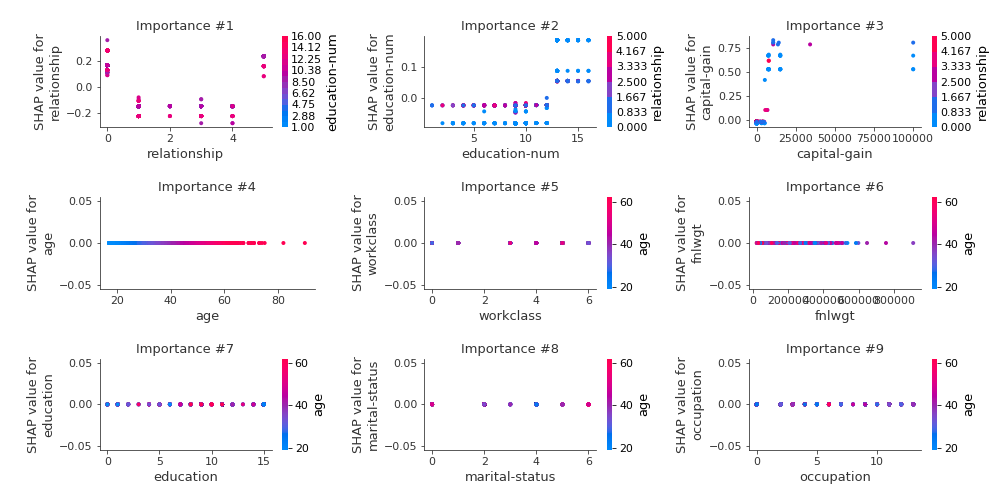 Importance #1
0.2
0.0
−0.2
0
2
4
SHAP value for
relationship
relationship
16.00
14.12
12.25
10.38
8.50
6.62
4.75
2.88
1.00
education-num
Importance #2
0.1
0.0
5
10
15
SHAP value for
education-num
education-num
5.000
4.167
3.333
2.500
1.667
0.833
0.000
relationship
Importance #3
0.75
0.50
0.25
0.00
0
25000
50000
75000
100000
SHAP value for
capital-gain
capital-gain
5.000
4.167
3.333
2.500
1.667
0.833
0.000
relationship
Importance #4
0.05
0.00
−0.05
20
40
60
80
SHAP value for
age
age
Importance #5
0
2
4
6
SHAP value for
workclass
workclass
60
40
20
age
Importance #6
0.05
0.00
−0.05
0
200000
400000
600000
800000
SHAP value for
fnlwgt
fnlwgt
60
40
20
age
Importance #7
0.05
0.00
−0.05
0
5
10
15
SHAP value for
education
education
60
40
20
age
Importance #8
0.05
0.00
−0.05
0
2
4
6
SHAP value for
marital-status
marital-status
60
40
20
age
Importance #9
0.05
0.00
−0.05
0
5
10
SHAP value for
occupation
occupation
60
40
20
age